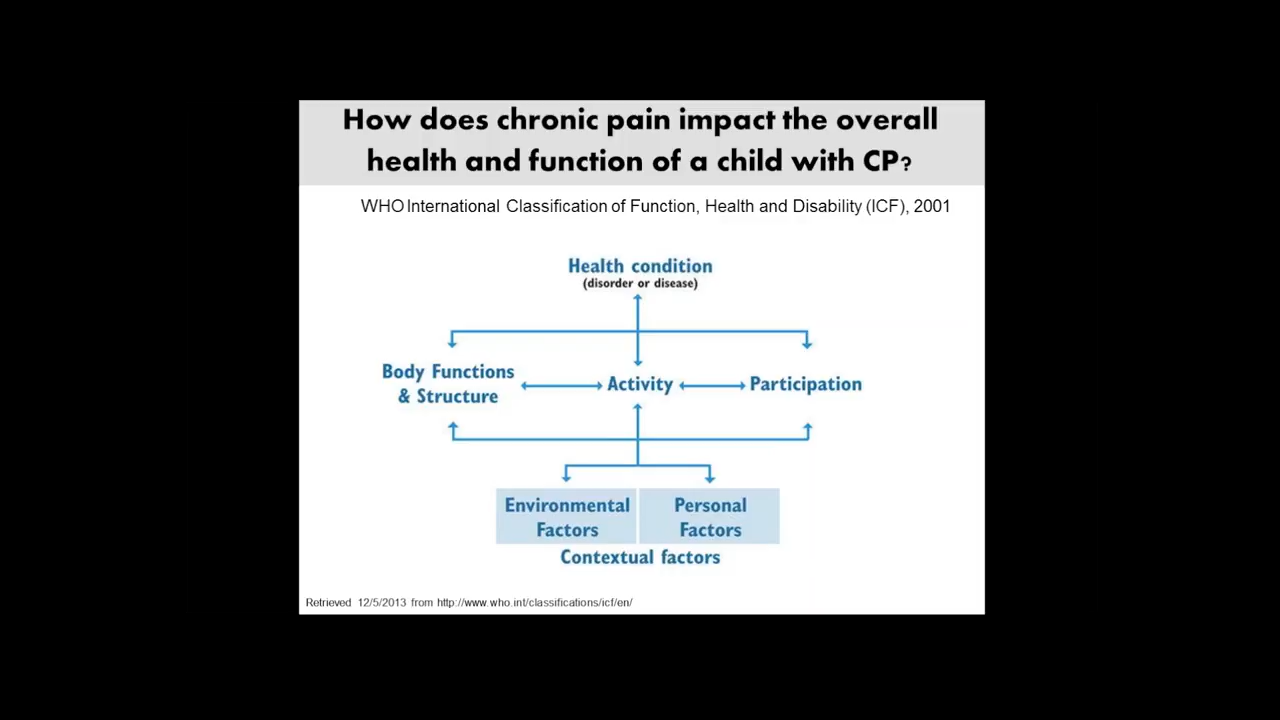 How does chronic pain impact the overall
health and function of a child with CP?
WHO International Classification of Function, Health and Disability (ICF), 2001
Health condition
(disorder or disease)
Body Functions
& Structure
Activity
Participation
Environmental
Factors
Personal
Factors
Contextual factors
Retrieved 12/5/2013 from http://www.who.int/classifications/icf/en/